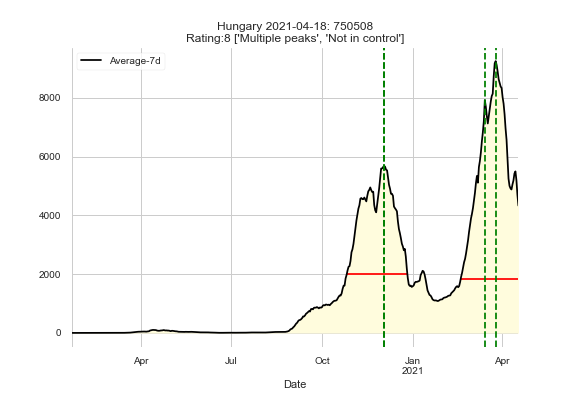 Hungary 2021-04-18: 750508
Rating:8 ['Multiple peaks', 'Not in control']
Average-7d
8000
6000
4000
2000
0
Apr
Jul
Oct
Jan
2021
Apr
Date